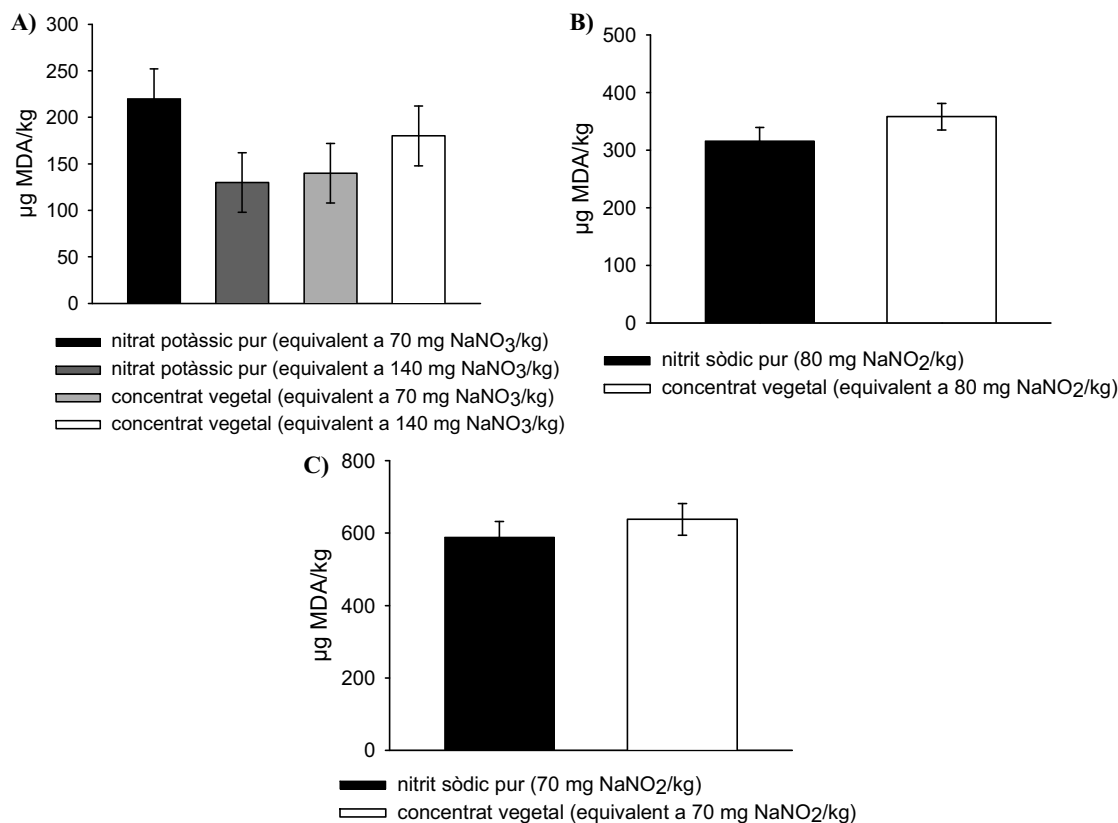 A)
300
250
200
150
100
50
0
µg MDA/kg
nitrat potàssic pur (equivalent a 70 mg NaNO3/kg)
nitrat potàssic pur (equivalent a 140 mg NaNO3/kg)
concentrat vegetal (equivalent a 70 mg NaNO3/kg)
concentrat vegetal (equivalent a 140 mg NaNO3/kg)
B)
500
400
300
200
100
0
µg MDA/kg
nitrit sòdic pur (80 mg NaNO2/kg)
concentrat vegetal (equivalent a 80 mg NaNO2/kg)
C)
800
600
400
200
0
µg MDA/kg
nitrit sòdic pur (70 mg NaNO2/kg)
concentrat vegetal (equivalent a 70 mg NaNO2/kg)